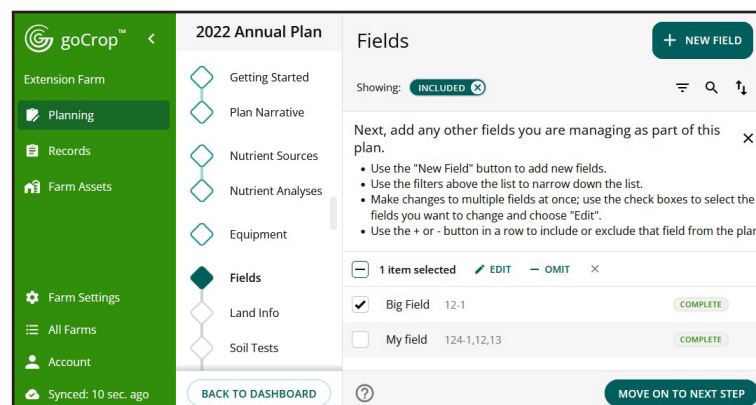 goCrop™
Extension Farm
Planning
Records
Farm Assets
Farm Settings
All Farms
Account
Synced: 10 sec. ago
2022 Annual Plan
Getting Started
Plan Narrative
Nutrient Sources
Nutrient Analyses
Equipment
Fields
Land Info
Soil Tests
BACK TO DASHBOARD
Fields
+ NEW FIELD
Showing: INCLUDED
Next, add any other fields you are managing as part of this
plan.
• Use the "New Field" button to add new fields.
• Use the filters above the list to narrow down the list.
• Make changes to multiple fields at once; use the check boxes to select the
fields you want to change and choose "Edit".
• Use the + or - button in a row to include or exclude that field from the plan
1 item selected EDIT — OMIT
Big Field 12-1 COMPLETE
My field 124-1,12,13 COMPLETE
MOVE ON TO NEXT STEP